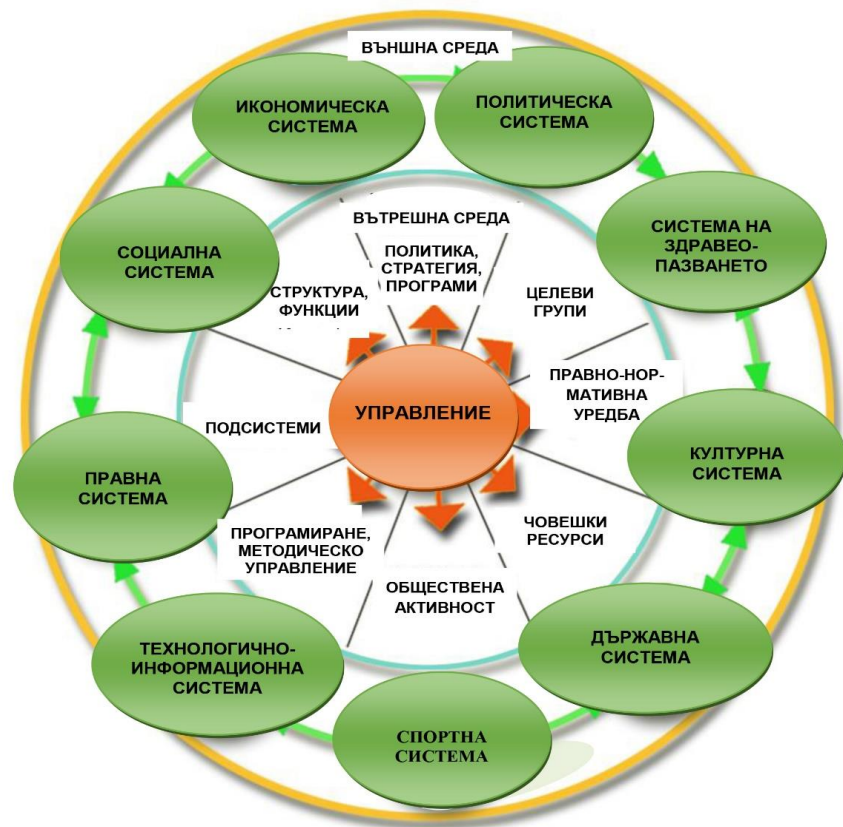 ВЪНШНА СРЕДА
ИКОНОМИЧЕСКА
СИСТЕМА
ПОЛИТИЧЕСКА
СИСТЕМА
СОЦИАЛНА
СИСТЕМА
СИСТЕМА НА
ЗДРАВЕО-
ПАЗВАНЕТО
ВЪТРЕШНА СРЕДА
ПОЛИТИКА,
СТРАТЕГИЯ,
ПРОГРАМИ
СТРУКТУРА,
ФУНКЦИИ
ЦЕЛЕВИ
ГРУПИ
ПРАВНО-НОР-
МАТИВНА
УРЕДБА
УПРАВЛЕНИЕ
ПОДСИСТЕМИ
ПРАВНА
СИСТЕМА
КУЛТУРНА
СИСТЕМА
ПРОГРАМИРАНЕ,
МЕТОДИЧЕСКО
УПРАВЛЕНИЕ
ЧОВЕШКИ
РЕСУРСИ
ОБЩЕСТВЕНА
АКТИВНОСТ
ТЕХНОЛОГИЧНО-
ИНФОРМАЦИОННА
СИСТЕМА
ДЪРЖАВНА
СИСТЕМА
СПОРТНА
СИСТЕМА